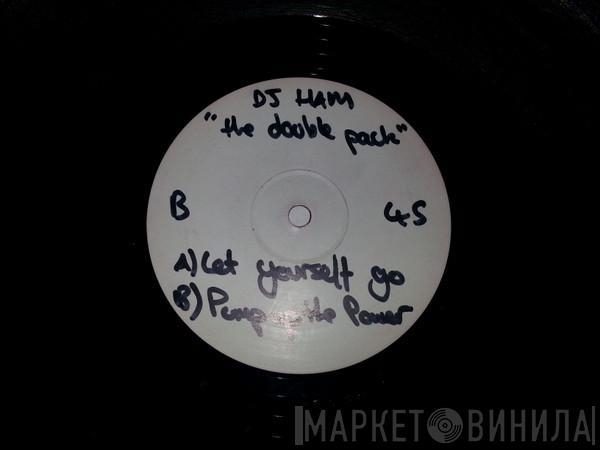 DJ HAM
"the double pack"
B 45
A) Let yourself go
B) Pump up the Power
МАРКЕТ ВИНИЛА